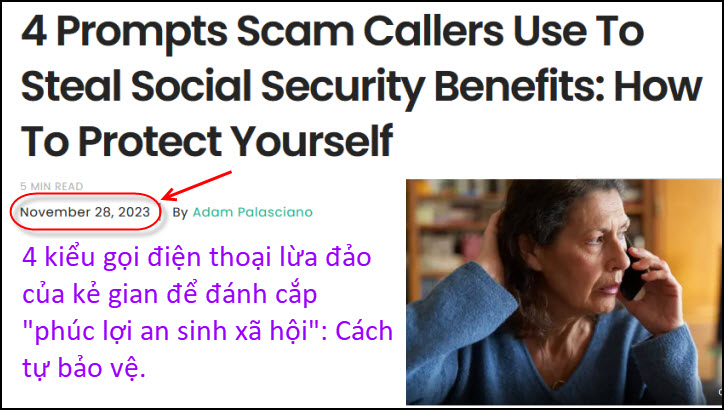 4 Prompts Scam Callers Use To
Steal Social Security Benefits: How
To Protect Yourself
5 MIN READ
November 28, 2023 By Adam Palasciano
4 kiểu gọi điện thoại lừa đảo
của kẻ gian để đánh cắp
"phúc lợi an sinh xã hội": Cách
tự bảo vệ.